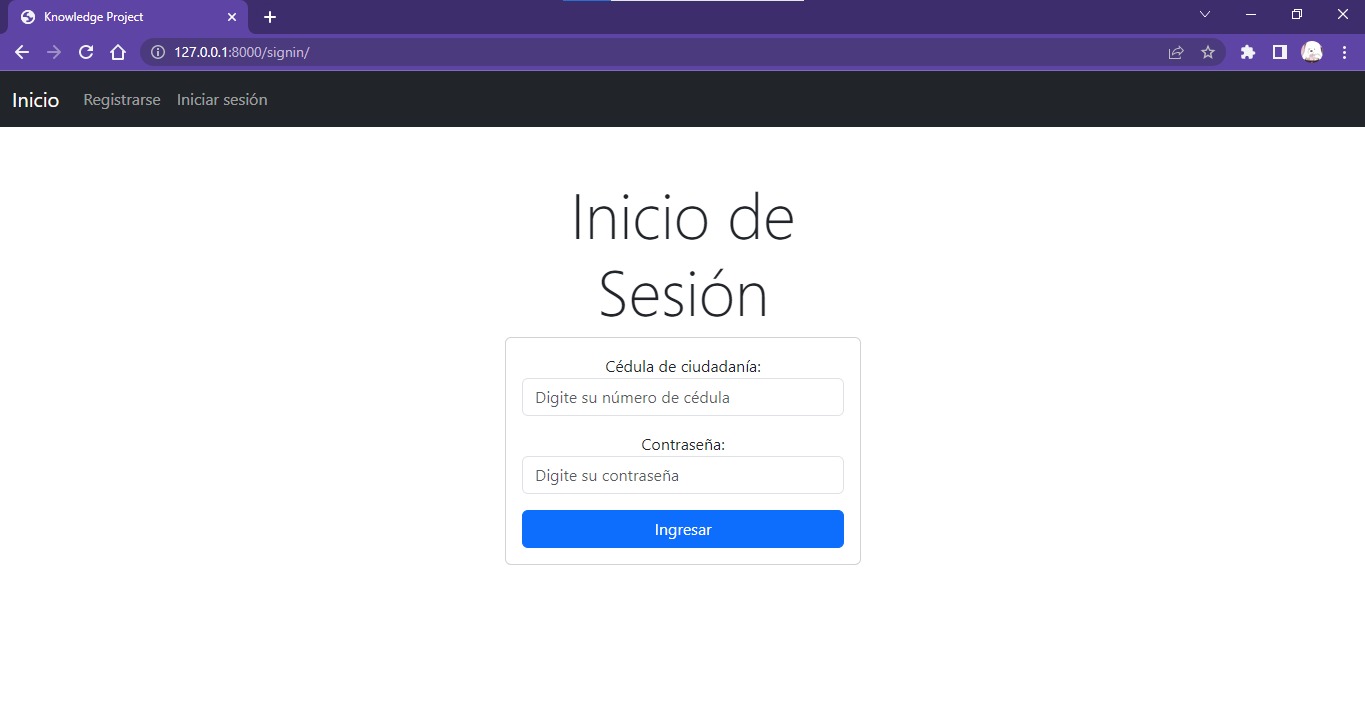 Knowledge Project
127.0.0.1:8000/signin/
Inicio Registrarse Iniciar sesión
Inicio de
Sesión
Cédula de ciudadanía:
Digite su número de cédula
Contraseña:
Digite su contraseña
Ingresar